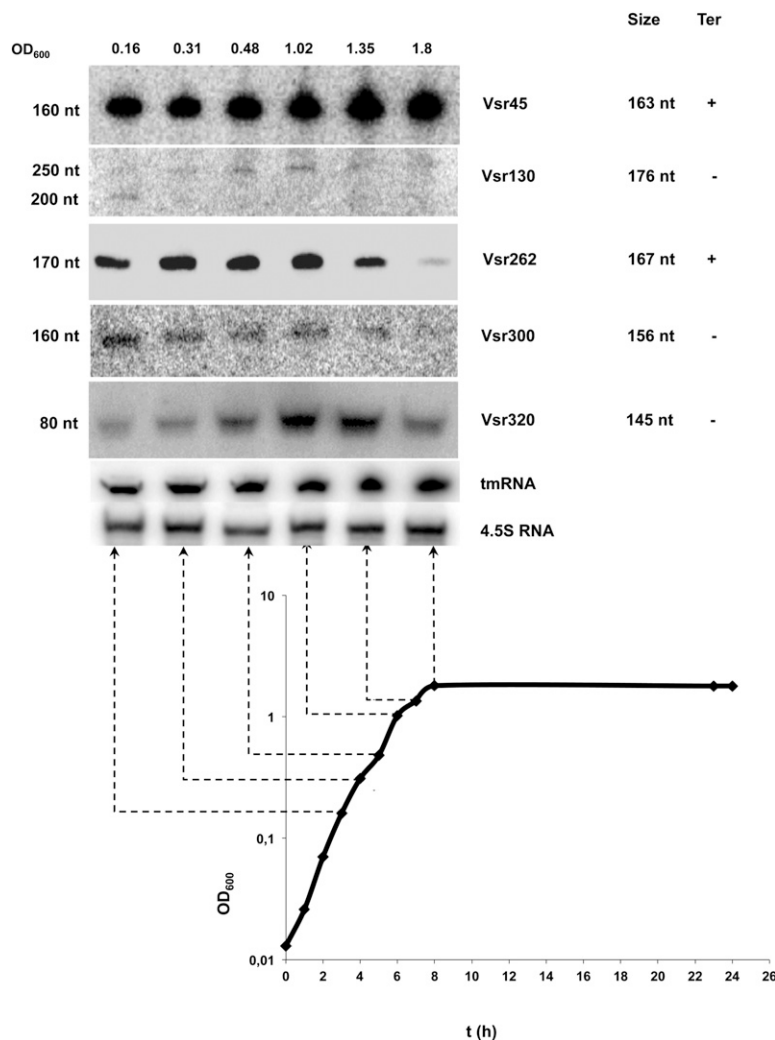 Size Ter
OD600 0.16 0.31 0.48 1.02 1.35 1.8
160 nt Vsr45 163 nt +
250 nt
Vsr130 176 nt -
200 nt
170 nt Vsr262 167 nt +
160 nt Vsr300 156 nt -
80 nt Vsr320 145 nt -
tmRNA
4.5S RNA
10
1
0,1
0,01
OD600
0 2 4 6 8 10 12 14 16 18 20 22 24 26
t (h)